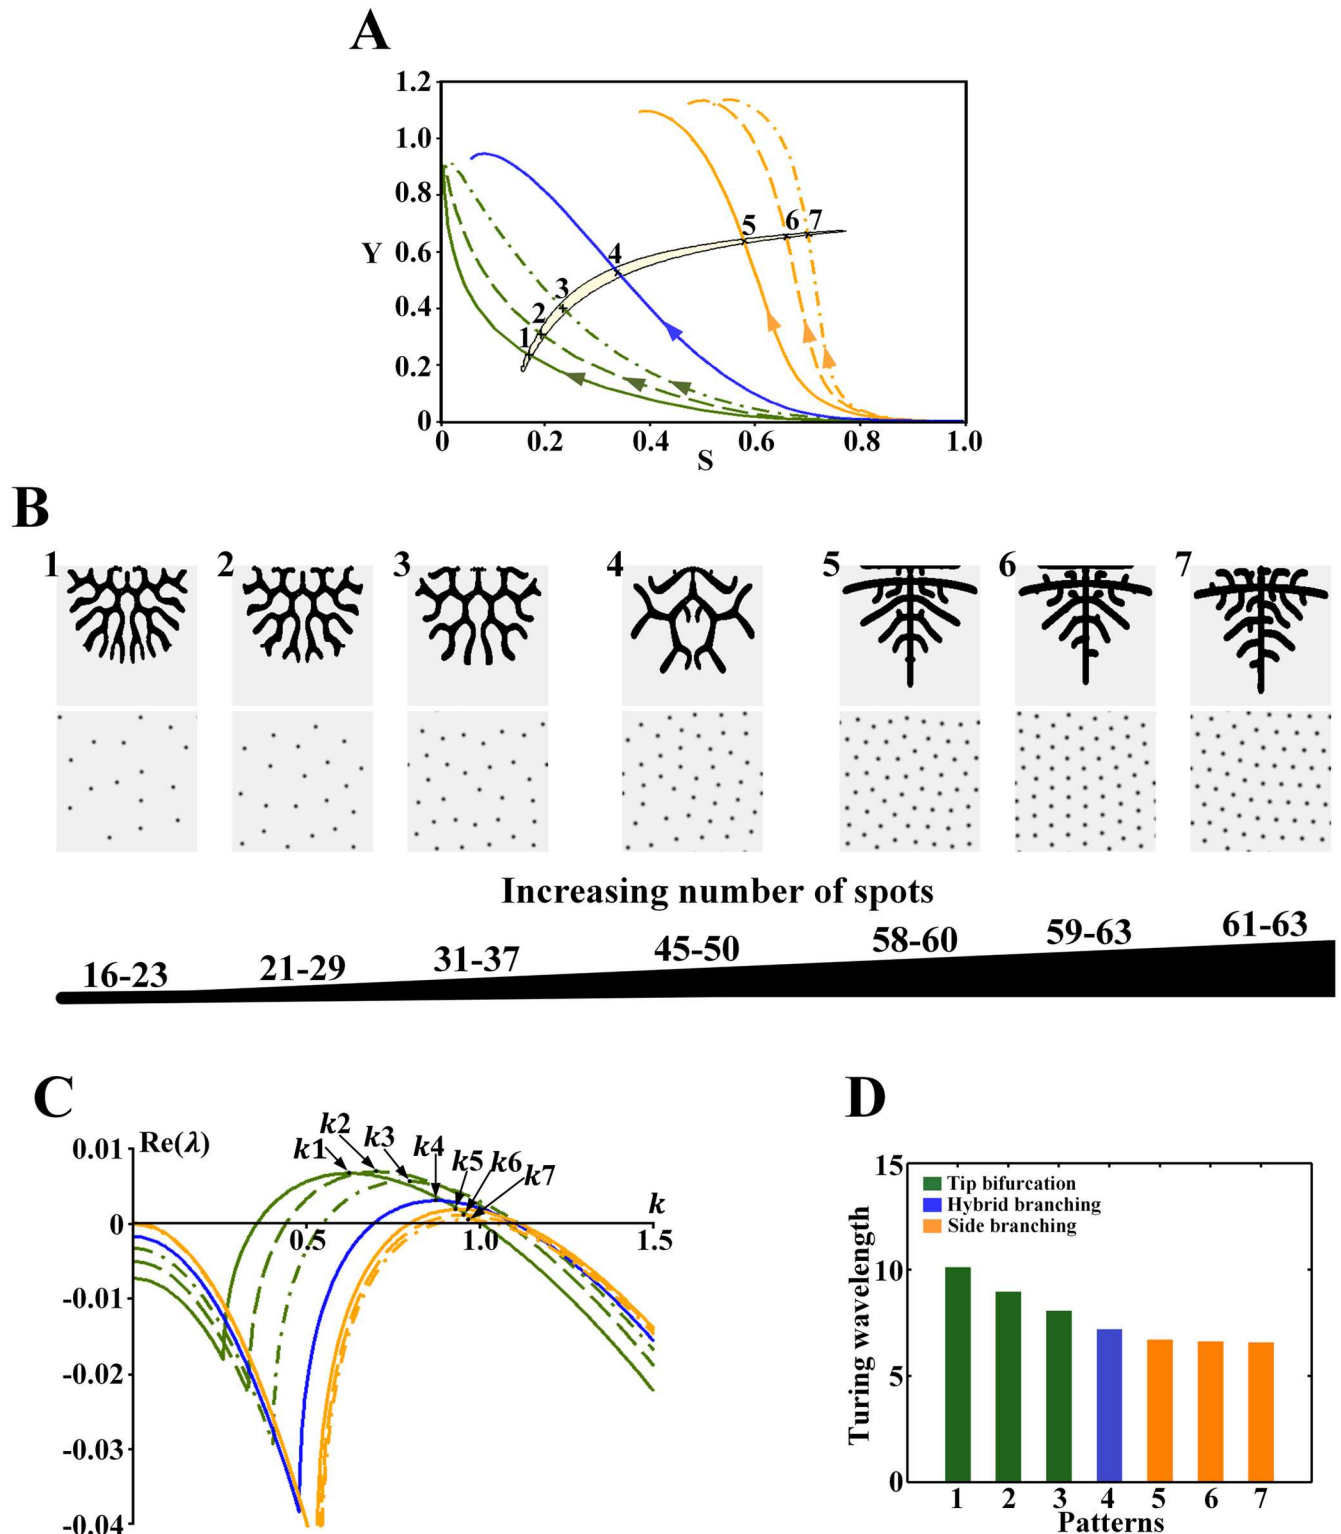 A
1.2
1.0
0.8
0.6
0.4
0.2
0
Y
1 2 3 4 5 6 7
0 0.2 0.4 0.6 0.8 1.0
S
B
1 2 3 4 5 6 7
Increasing number of spots
16-23 21-29 31-37 45-50 58-60 59-63 61-63
C
0.01
0
-0.01
-0.02
-0.03
-0.04
Re(λ)
k1 k2 k3 k4 k5 k6 k7
k
0.5 1.0 1.5
D
15
10
5
0
Turing wavelength
Tip bifurcation
Hybrid branching
Side branching
1 2 3 4 5 6 7
Patterns